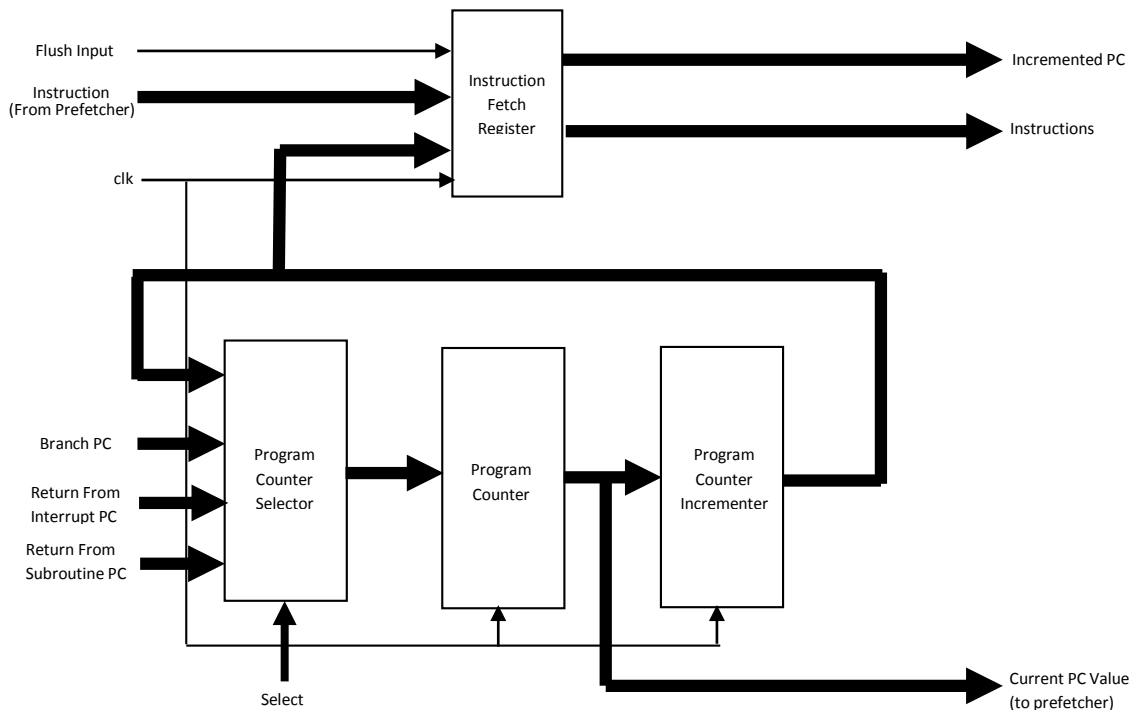 Flush Input
Instruction
(From Prefetcher)
clk
Instruction
Fetch
Register
Incremented PC
Instructions
Branch PC
Return From
Interrupt PC
Return From
Subroutine PC
Program
Counter
Selector
Program
Counter
Program
Counter
Incrementer
Select
Current PC Value
(to prefetcher)